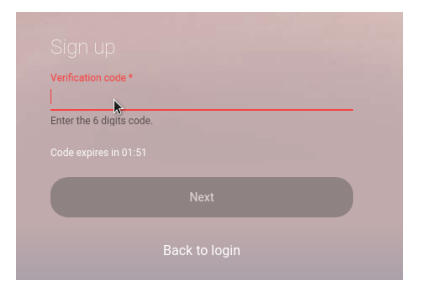 Sign up
Verification code *
Enter the 6 digits code.
Code expires in 01:51
Next
Back to login